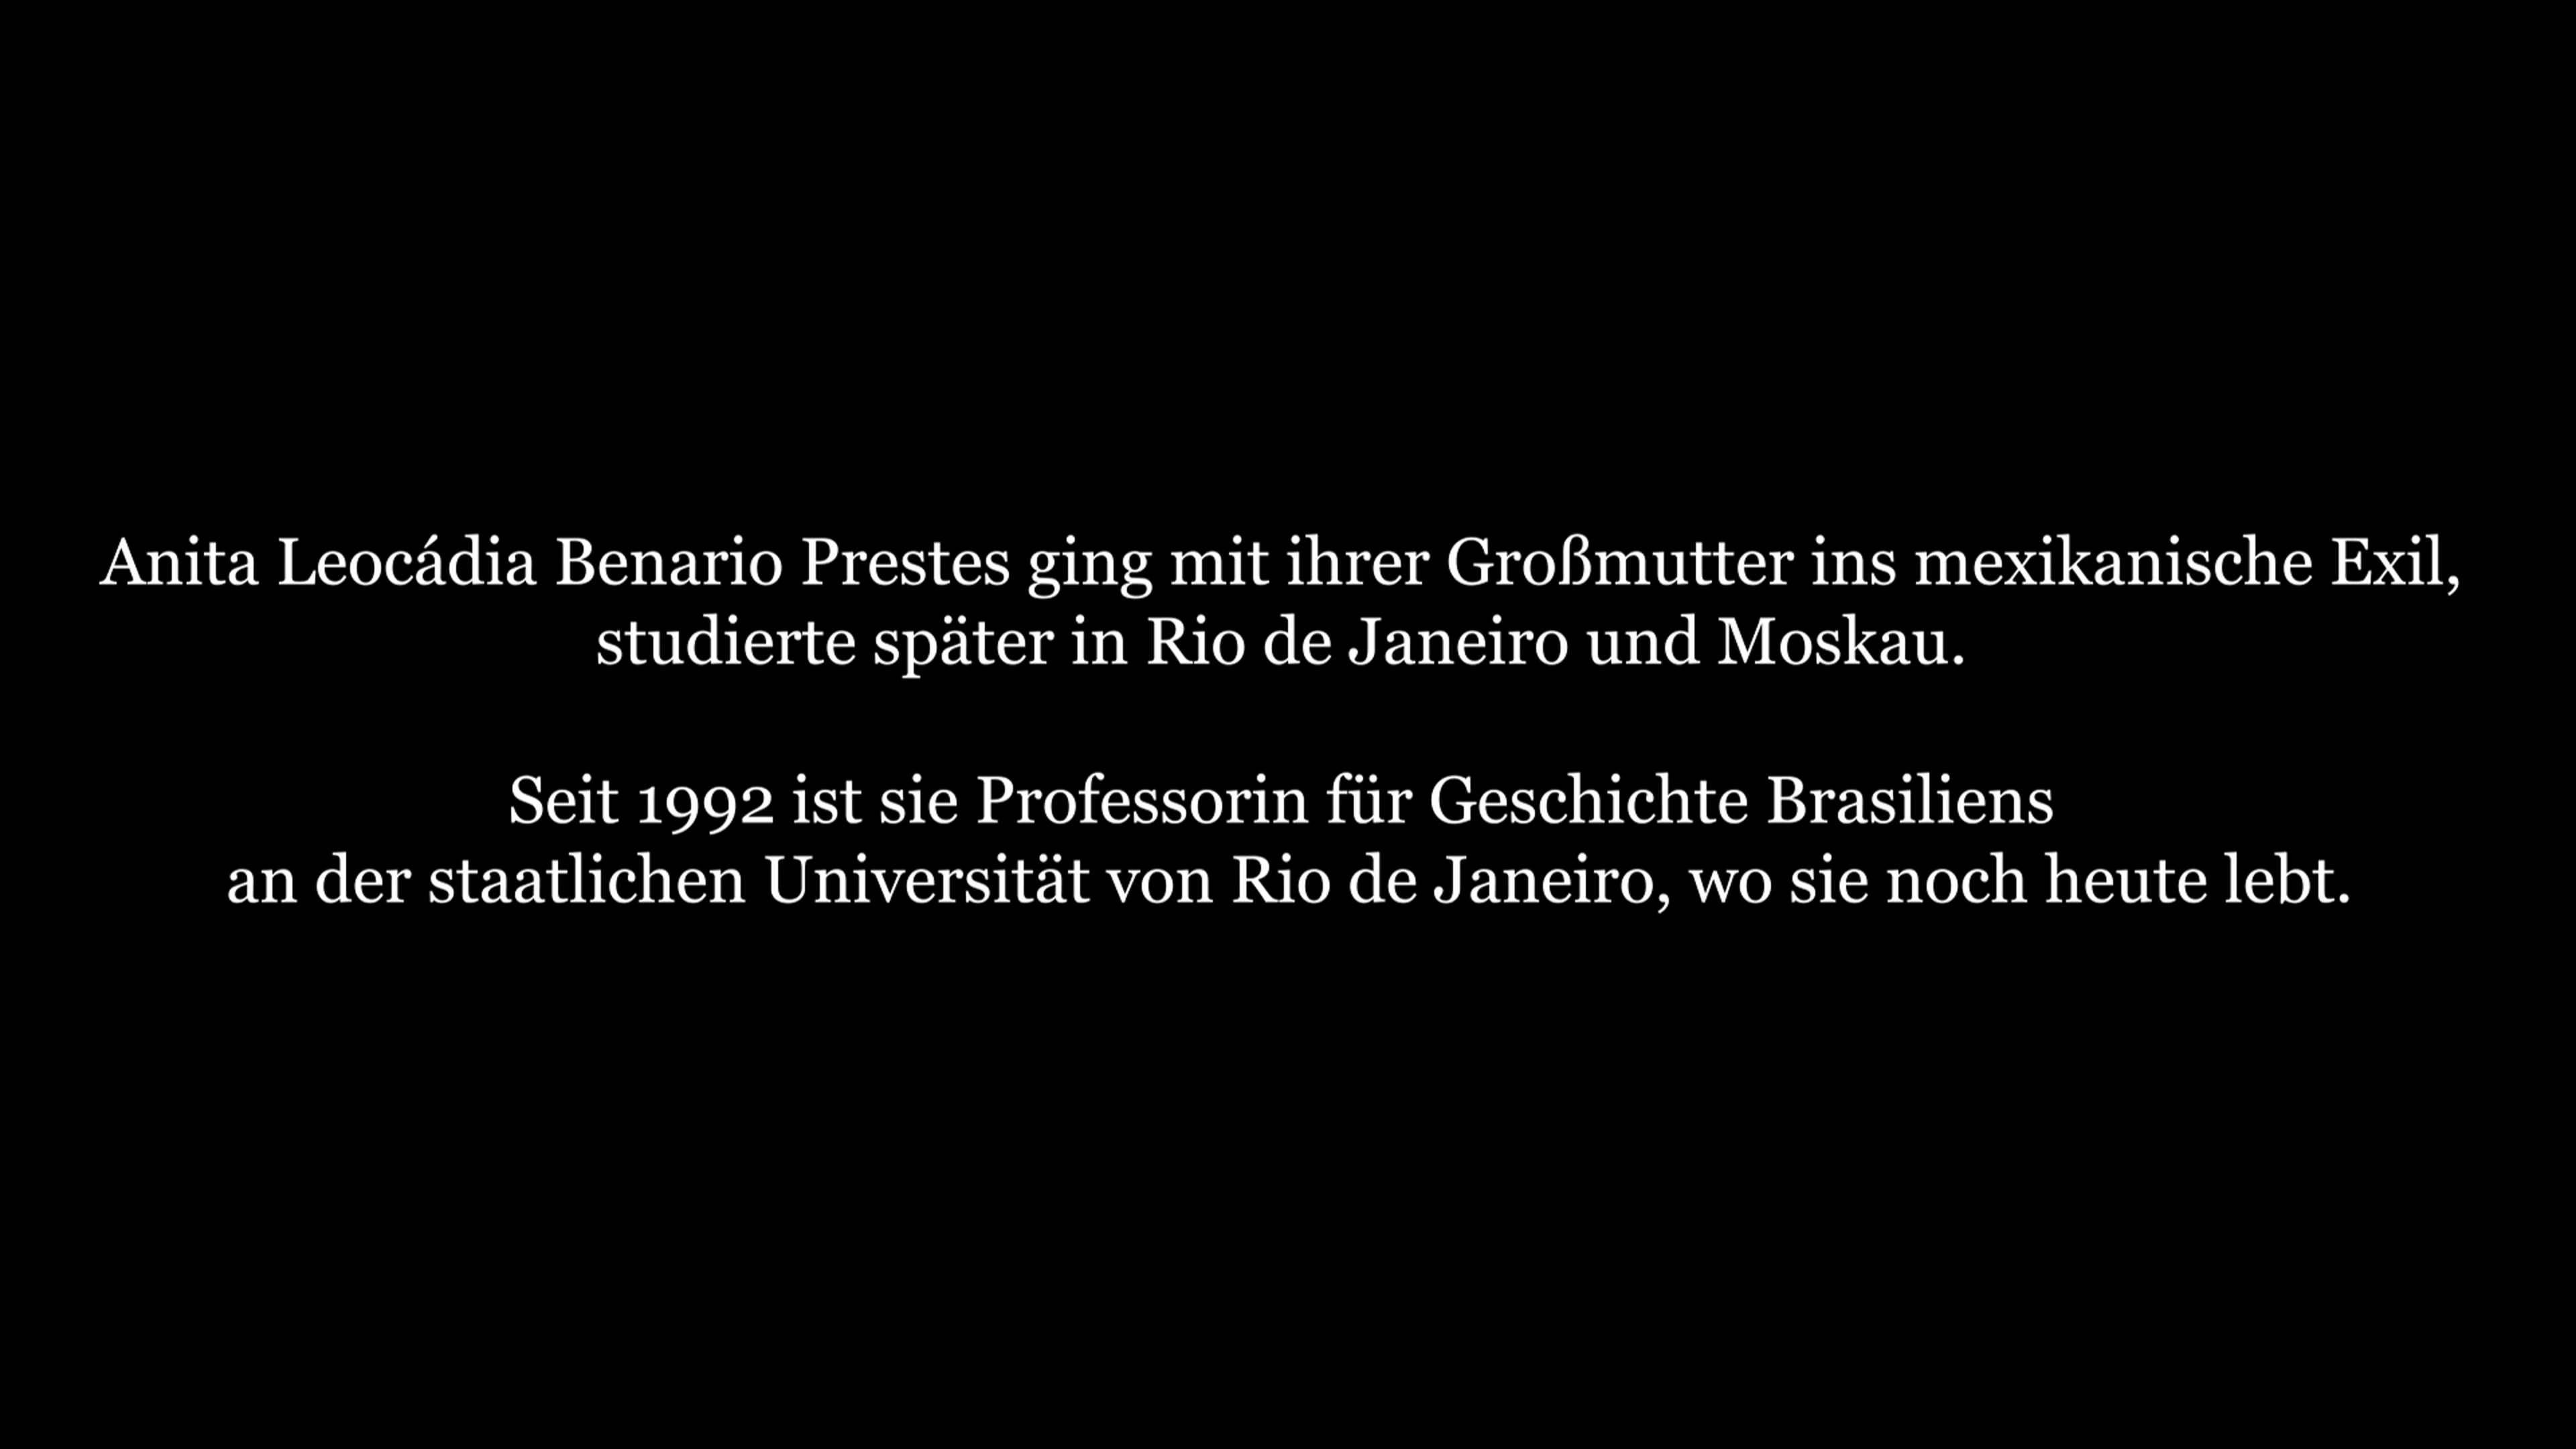 Anita Leocádia Benario Prestes ging mit ihrer Großmutter ins mexikanische Exil,
studierte später in Rio de Janeiro und Moskau.
Seit 1992 ist sie Professorin für Geschichte Brasiliens
an der staatlichen Universität von Rio de Janeiro, wo sie noch heute lebt.